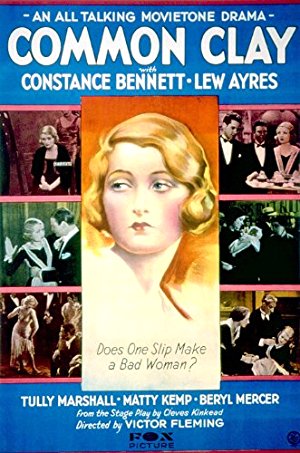 - AN ALL TALKING MOVIETONE DRAMA -
COMMON CLAY
with
CONSTANCE BENNETT • LEW AYRES
Does One Slip Make
a Bad Woman?
TULLY MARSHALL • MATTY KEMP • BERYL MERCER
From the Stage Play by Cleves Kinkead
Directed by VICTOR FLEMING
FOX
PICTURE